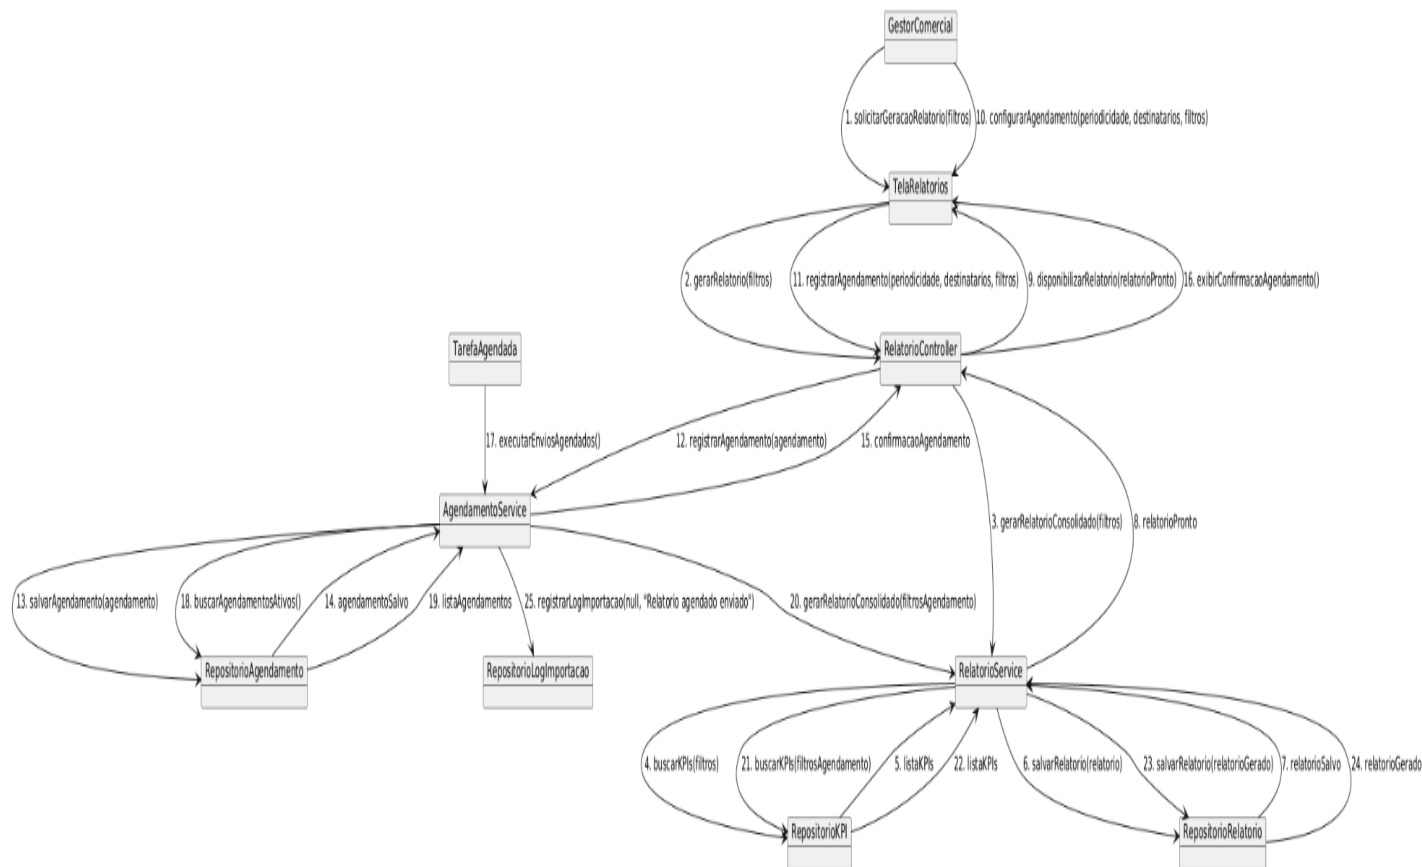 GestorComercial
1. solicitarGeracaoRelatorio(filtros)
10. configurarAgendamento(periodicidade, destinatarios, filtros)
TelaRelatorios
2. gerarRelatorio(filtros)
11. registrarAgendamento(periodicidade, destinatarios, filtros)
9. disponibilizarRelatorio(relatorioPronto)
16. exibirConfirmacaoAgendamento()
TarefaAgendada
RelatorioController
17. executarEnviosAgendados()
12. registrarAgendamento(agendamento)
15. confirmacaoAgendamento
AgendamentoService
3. gerarRelatorioConsolidado(filtros)
8. relatorioPronto
13. salvarAgendamento(agendamento)
18. buscarAgendamentosAtivos()
14. agendamentoSalvo
19. listaAgendamentos
25. registrarLogImportacao(null, "Relatorio agendado enviado")
20. gerarRelatorioConsolidado(filtrosAgendamento)
RepositorioAgendamento
RepositorioLogImportacao
RelatorioService
4. buscarKPIs(filtros)
21. buscarKPIs(filtrosAgendamento)
5. listaKPIs
22. listaKPIs
6. salvarRelatorio(relatorio)
23. salvarRelatorio(relatorioGerado)
7. relatorioSalvo
24. relatorioGerado
RepositorioKPI
RepositorioRelatorio